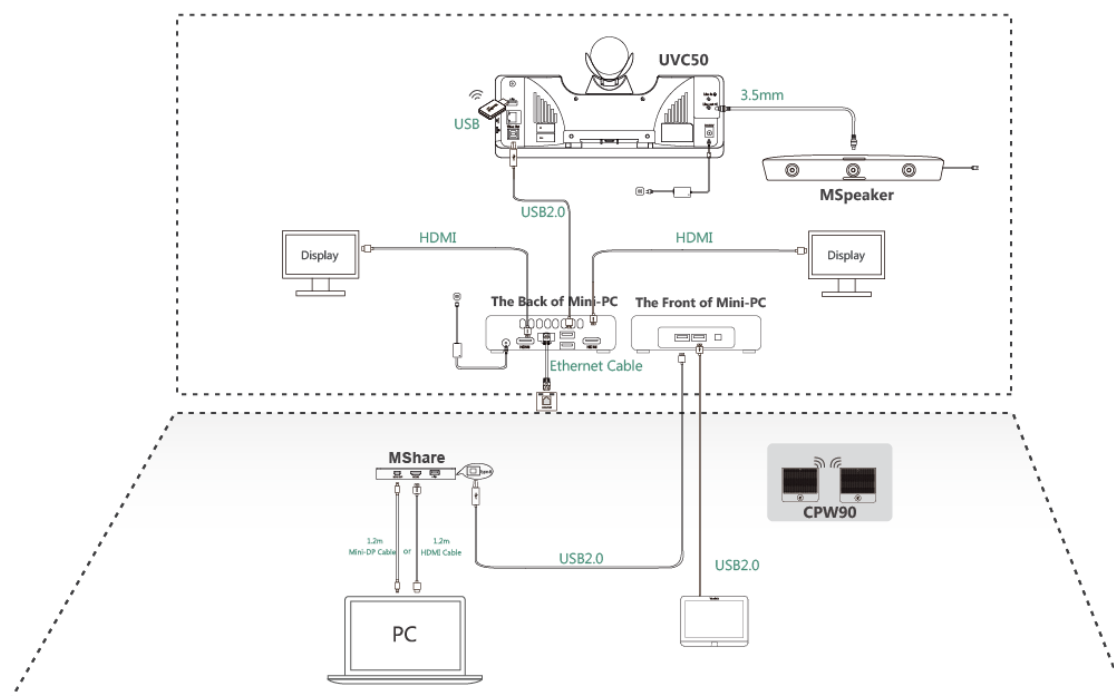 UVC50
3.5mm
USB
MSpeaker
USB2.0
HDMI
HDMI
Display
Display
The Back of Mini-PC
The Front of Mini-PC
HDMI
HDMI
Ethernet Cable
MShare
CPW90
1.2m
Mini-DP Cable
or
1.2m
HDMI Cable
USB2.0
USB2.0
PC